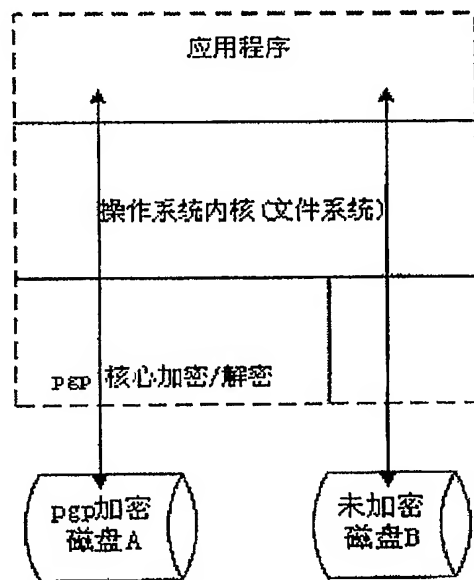 应用程序
操作系统内核(文件系统)
pgp 核心加密/解密
pgp加密
磁盘A
未加密
磁盘B